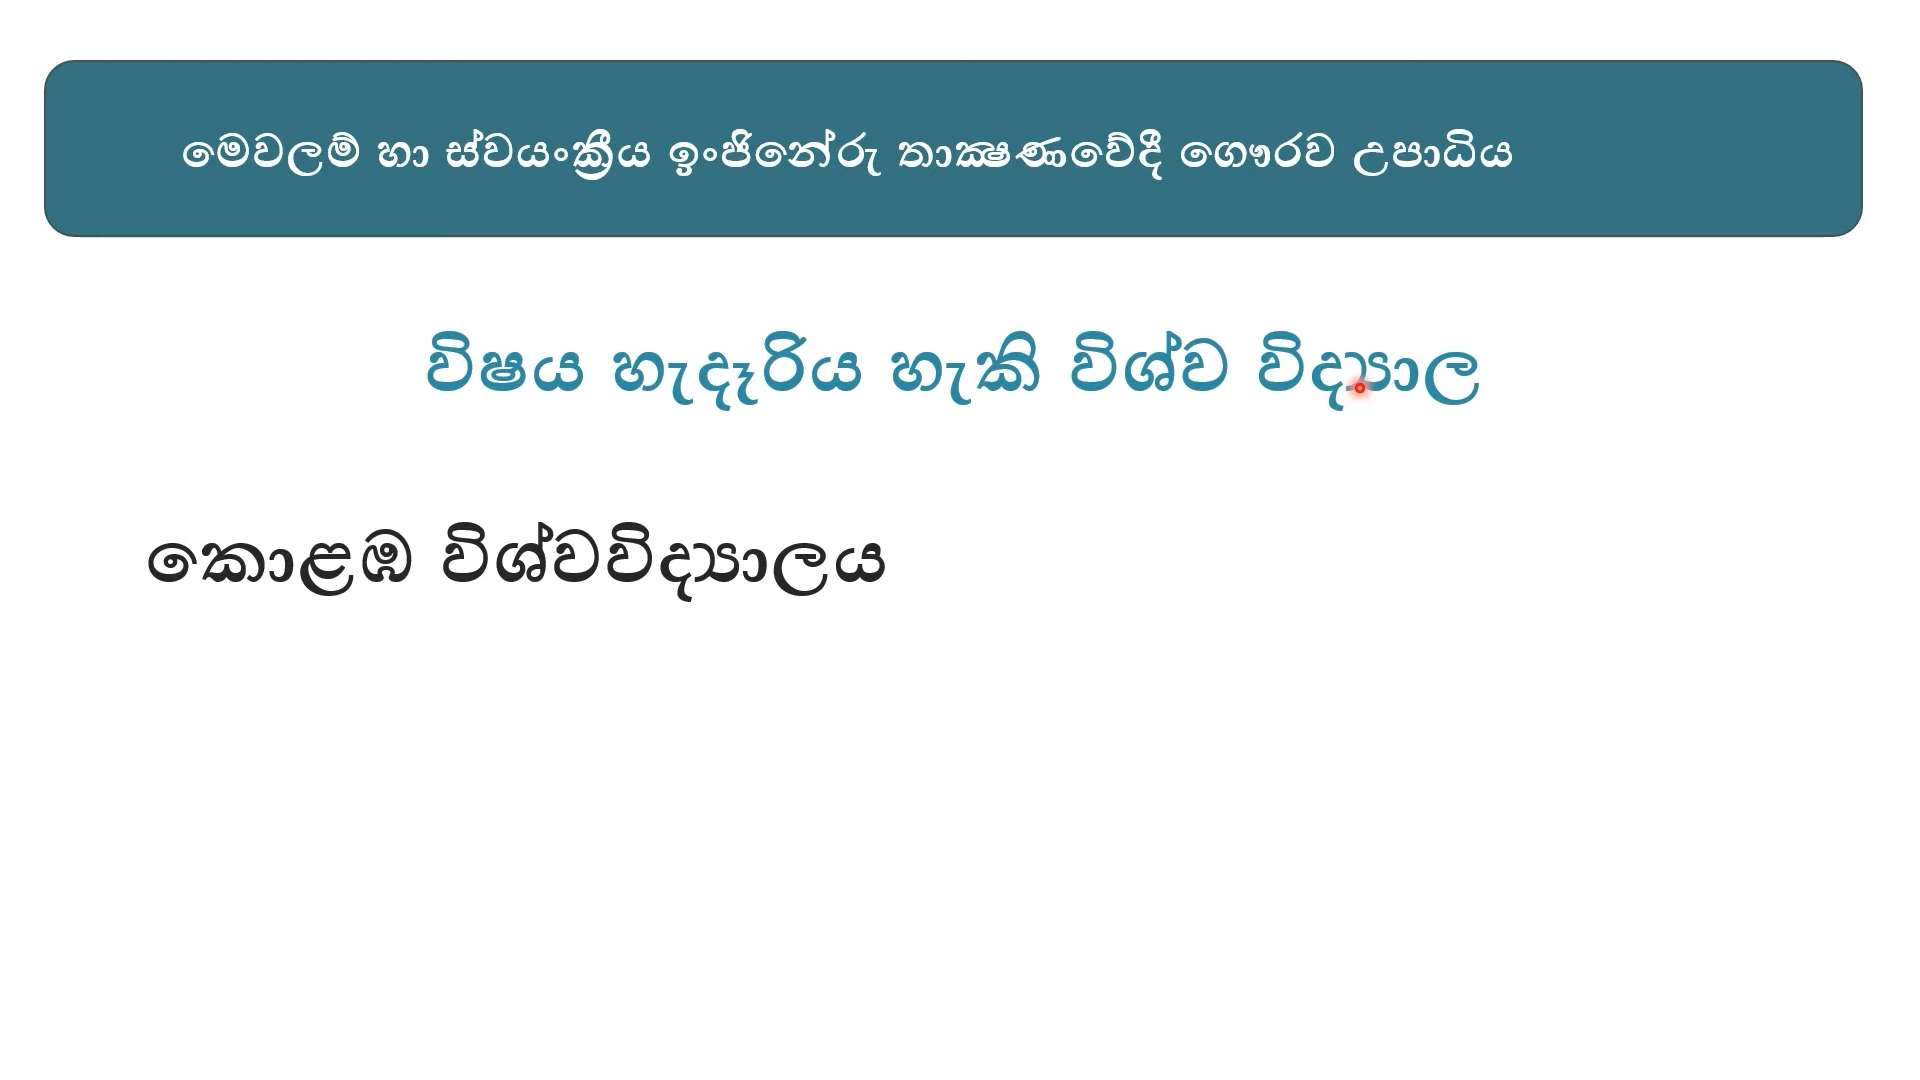 මෙවලම් හා ස්වයංක්‍රීය ඉංජිනේරු තාක්‍ෂණවේදී ගෞරව උපාධිය
විෂය හැදෑරිය හැකි විශ්ව විද්‍යාල
කොළඹ විශ්වවිද්‍යාලය